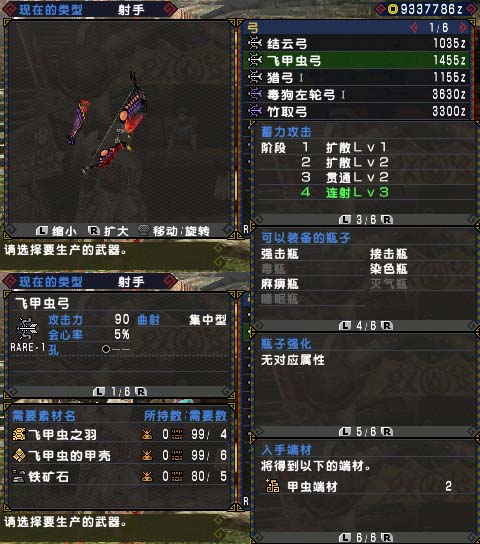 现在的类型 射手
缩小 扩大 移动/旋转
请选择要生产的武器。
9337786z
弓 1/6
结云弓 1035z
飞甲虫弓 1455z
猎弓Ⅰ 1155z
毒狗左轮弓Ⅰ 3630z
竹取弓 3300z
蓄力攻击
阶段 1 扩散Lv1
2 扩散Lv2
3 贯通Lv2
4 连射Lv3
L 3/6 R
可以装备的瓶子
强击瓶 接击瓶
毒瓶 染色瓶
麻痹瓶 灭气瓶
睡眠瓶
L 4/6 R
瓶子强化
无对应属性
L 5/6 R
入手端材
将得到以下的端材。
甲虫端材 2
L 6/6 R
现在的类型 射手
飞甲虫弓
攻击力 90 曲射 集中型
会心率 5%
RARE-1 孔 ○——
L 1/6 R
需要素材名 所持数/需要数
飞甲虫之羽 0 99/ 4
飞甲虫的甲壳 0 99/ 6
铁矿石 0 80/ 5
请选择要生产的武器。